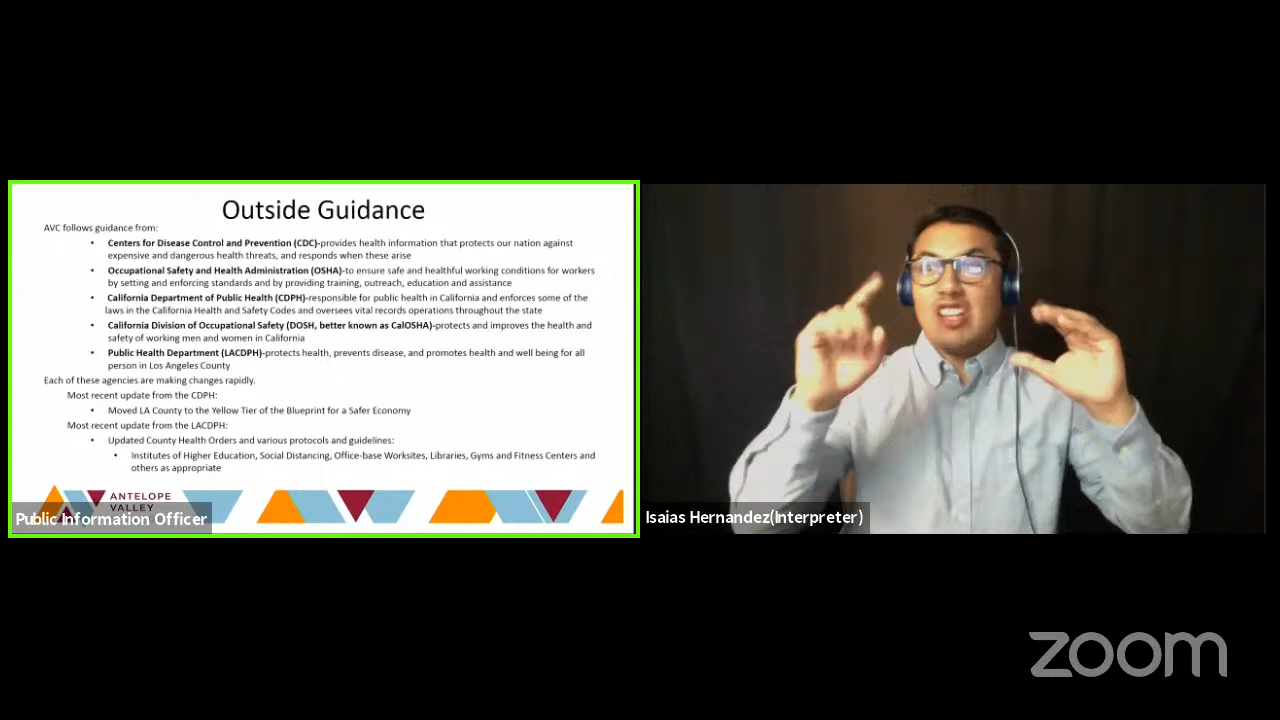 Outside Guidance
AVC follows guidance from:
• Centers for Disease Control and Prevention (CDC)-provides health information that protects our nation against
expensive and dangerous health threats, and responds when these arise
• Occupational Safety and Health Administration (OSHA)-to ensure safe and healthful working conditions for workers
by setting and enforcing standards and by providing training, outreach, education and assistance
• California Department of Public Health (CDPH)-responsible for public health in California and enforces some of the
laws in the California Health and Safety Codes and oversees vital records operations throughout the state
• California Division of Occupational Safety (DOSH, better known as CalOSHA)-protects and improves the health and
safety of working men and women in California
• Public Health Department (LACDPH)-protects health, prevents disease, and promotes health and well being for all
person in Los Angeles County
Each of these agencies are making changes rapidly.
Most recent update from the CDPH:
• Moved LA County to the Yellow Tier of the Blueprint for a Safer Economy
Most recent update from the LACDPH:
• Updated County Health Orders and various protocols and guidelines:
• Institutes of Higher Education, Social Distancing, Office-base Worksites, Libraries, Gyms and Fitness Centers and
others as appropriate
ANTELOPE
VALLEY
Public Information Officer
Isaias Hernandez(Interpreter)
zoom